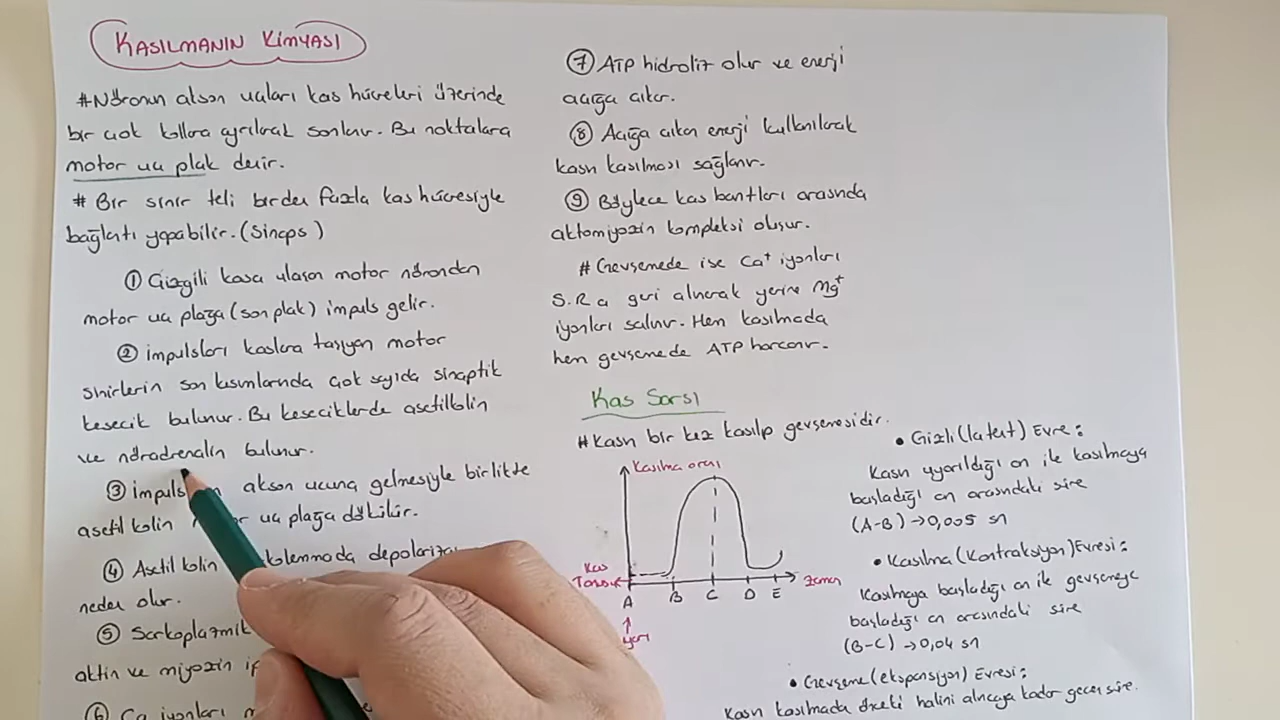 KASILMANIN KİMYASI
#Nöronun akson uçları kas hücreleri üzerinde
bir çok kollara ayrılarak sonlanır. Bu noktalara
motor uç plak denir.
# Bir sinir teli birden fazla kas hücresiyle
bağlantı yapabilir. (Sinaps)
① Çizgili kasa ulaşan motor nörondan
motor uç plağa (son plak) impuls gelir.
② impulsları kaslara taşıyan motor
sinirlerin son kısımlarında çok sayıda sinaptik
kesecik bulunur. Bu keseciklerde asetilkolin
ve nöradrenalin bulunur.
③ İmpuls akson ucuna gelmesiyle birlikte
asetil kolin uç plağa dökülür.
④ Asetil kolin depolariza
neden olur.
⑤ Sarkoplazmik
aktin ve miyozin
⑥ Ca iyonları
⑦ ATP hidroliz olur ve enerji
açığa çıkar.
⑧ Açığa çıkan enerji kullanılarak
kasın kasılması sağlanır.
⑨ Böylece kas bantları arasında
aktomiyozin kompleksi oluşur.
# Gevşemede ise Ca⁺ iyonları
S.R a geri alınarak yerine Mg⁺
iyonları salınır. Hem kasılmada
hem gevşemede ATP harcanır.
Kas Sarsı
#Kasın bir kez kasılıp gevşemesidir.
Kasılma oranı
Kas
Tonusu
A B C D E
Zaman
uyarı
• Gizli (latent) Evre:
Kasın uyarıldığı an ile kasılmaya
başladığı an arasındaki süre
(A-B) → 0,005 sn
• Kasılma (Kontraksiyon) Evresi:
Kasılmaya başladığı an ile gevşemeye
başladığı an arasındaki süre
(B-C) → 0,04 sn
• Gevşeme (ekspansiyon) Evresi:
Kasın kasılmada önceki halini alıncaya kadar geçen süre.